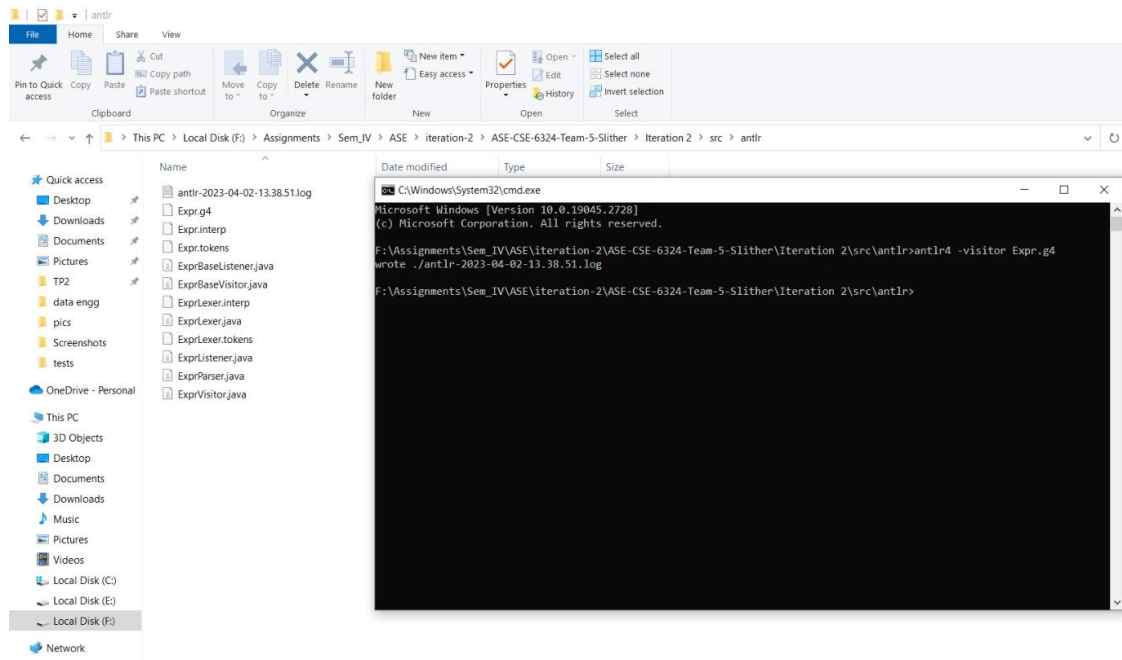 antlr
File Home Share View
Pin to Quick access
Copy
Paste
Cut
Copy path
Paste shortcut
Clipboard
Move to
Copy to
Delete
Rename
Organize
New folder
New item
Easy access
New
Properties
Open
Edit
History
Open
Select all
Select none
Invert selection
Select
This PC > Local Disk (F:) > Assignments > Sem_IV > ASE > iteration-2 > ASE-CSE-6324-Team-5-Slither > Iteration 2 > src > antlr
Name Date modified Type Size
Quick access
Desktop
Downloads
Documents
Pictures
TP2
data engg
pics
Screenshots
tests
OneDrive - Personal
This PC
3D Objects
Desktop
Documents
Downloads
Music
Pictures
Videos
Local Disk (C:)
Local Disk (E:)
Local Disk (F:)
Network
antlr-2023-04-02-13.38.51.log
Expr.g4
Expr.interp
Expr.tokens
ExprBaseListener.java
ExprBaseVisitor.java
ExprLexer.interp
ExprLexer.java
ExprLexer.tokens
ExprListener.java
ExprParser.java
ExprVisitor.java
C:\Windows\System32\cmd.exe
Microsoft Windows [Version 10.0.19045.2728]
(c) Microsoft Corporation. All rights reserved.
F:\Assignments\Sem_IV\ASE\iteration-2\ASE-CSE-6324-Team-5-Slither\Iteration 2\src\antlr>antlr4 -visitor Expr.g4
wrote ./antlr-2023-04-02-13.38.51.log
F:\Assignments\Sem_IV\ASE\iteration-2\ASE-CSE-6324-Team-5-Slither\Iteration 2\src\antlr>